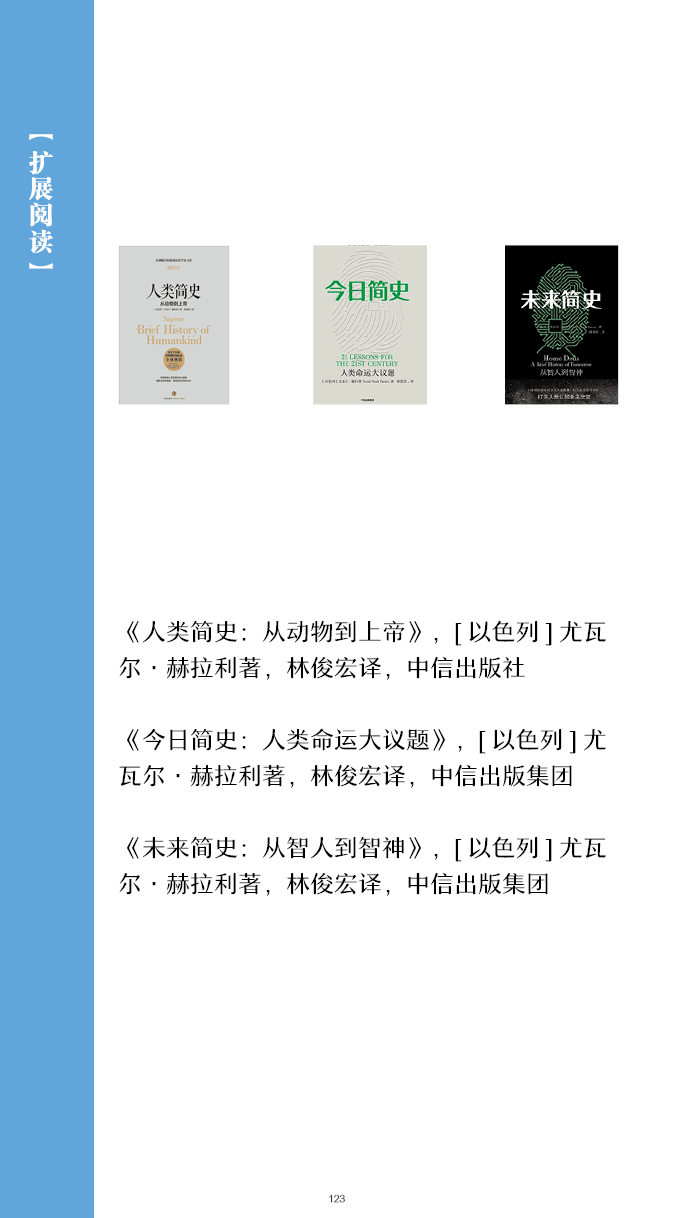 【扩展阅读】
人类简史
从动物到上帝
Sapiens
Brief History of
Humankind
今日简史
21 LESSONS FOR
THE 21ST CENTURY
人类命运大议题
未来简史
Homo Deus
A Brief History of Tomorrow
从智人到智神
《人类简史：从动物到上帝》，[以色列]尤瓦
尔·赫拉利著，林俊宏译，中信出版社
《今日简史：人类命运大议题》，[以色列]尤
瓦尔·赫拉利著，林俊宏译，中信出版集团
《未来简史：从智人到智神》，[以色列]尤瓦
尔·赫拉利著，林俊宏译，中信出版集团
123